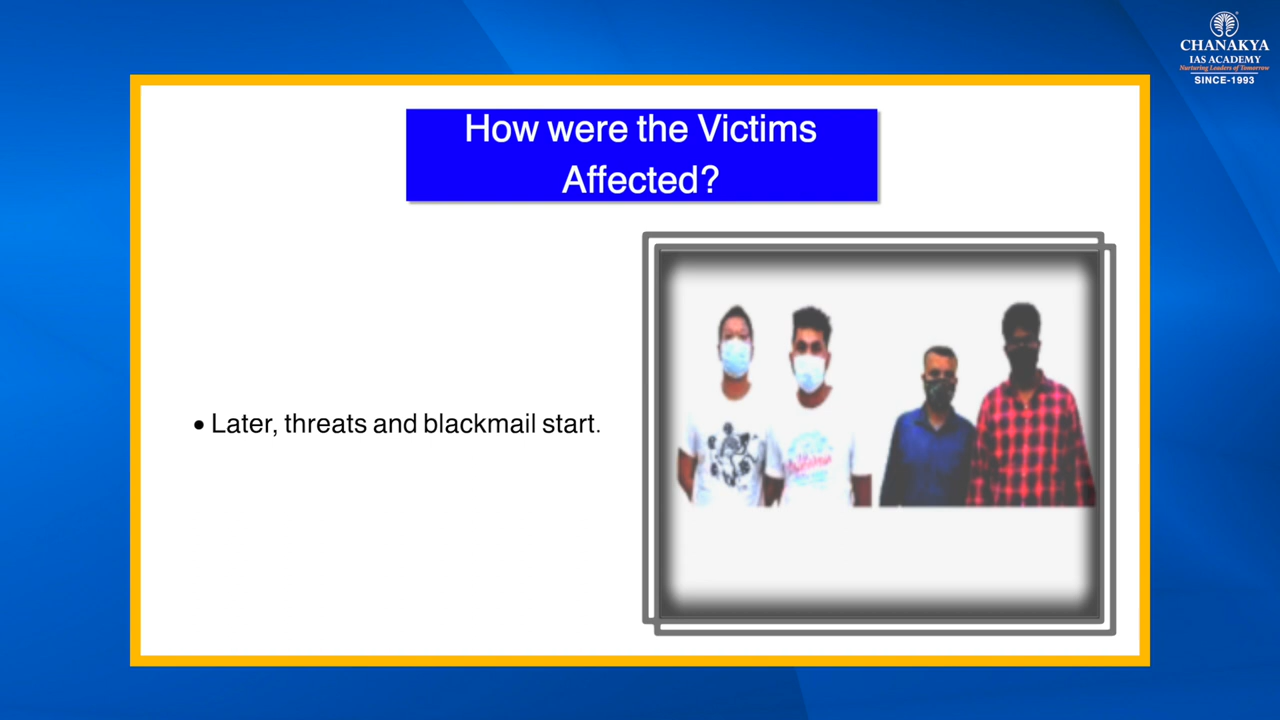 CHANAKYA
IAS ACADEMY
Nurturing Leaders of Tomorrow
SINCE-1993
How were the Victims
Affected?
• Later, threats and blackmail start.